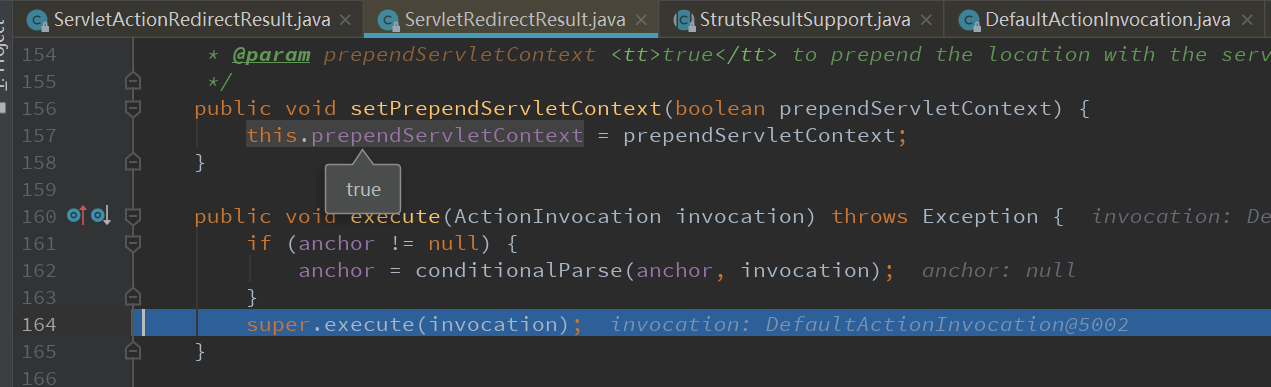 ServletActionRedirectResult.java ServletRedirectResult.java StrutsResultSupport.java DefaultActionInvocation.java
154 * @param prependServletContext <tt>true</tt> to prepend the location with the serv
155 */
156 public void setPrependServletContext(boolean prependServletContext) {
157 this.prependServletContext = prependServletContext;
158 }
true
159
160 public void execute(ActionInvocation invocation) throws Exception { invocation: De
161 if (anchor != null) {
162 anchor = conditionalParse(anchor, invocation); anchor: null
163 }
164 super.execute(invocation); invocation: DefaultActionInvocation@5002
165 }
166